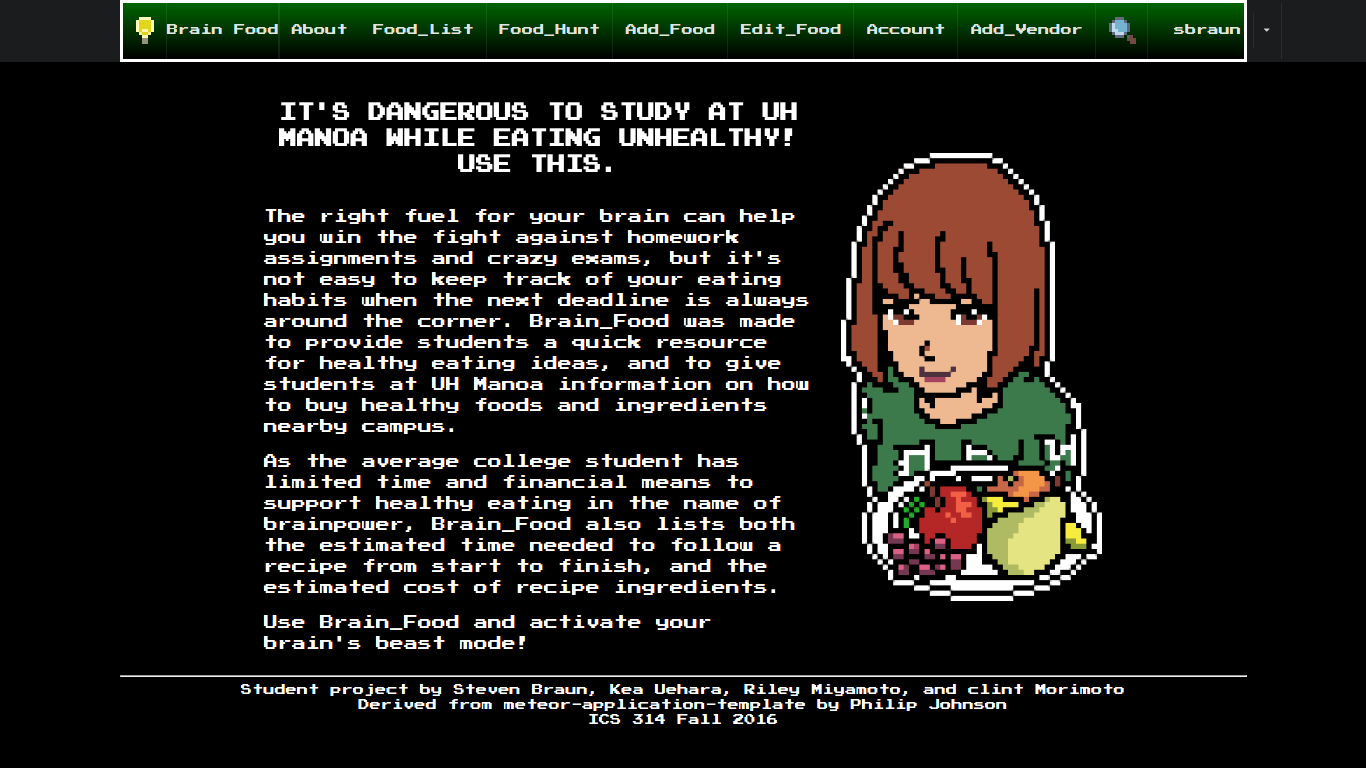 Brain Food About Food_List Food_Hunt Add_Food Edit_Food Account Add_Vendor sbraun
IT'S DANGEROUS TO STUDY AT UH
MANOA WHILE EATING UNHEALTHY!
USE THIS.
The right fuel for your brain can help
you win the fight against homework
assignments and crazy exams, but it's
not easy to keep track of your eating
habits when the next deadline is always
around the corner. Brain_Food was made
to provide students a quick resource
for healthy eating ideas, and to give
students at UH Manoa information on how
to buy healthy foods and ingredients
nearby campus.
As the average college student has
limited time and financial means to
support healthy eating in the name of
brainpower, Brain_Food also lists both
the estimated time needed to follow a
recipe from start to finish, and the
estimated cost of recipe ingredients.
Use Brain_Food and activate your
brain's beast mode!
Student project by Steven Braun, Kea Uehara, Riley Miyamoto, and clint Morimoto
Derived from meteor-application-template by Philip Johnson
ICS 314 Fall 2016